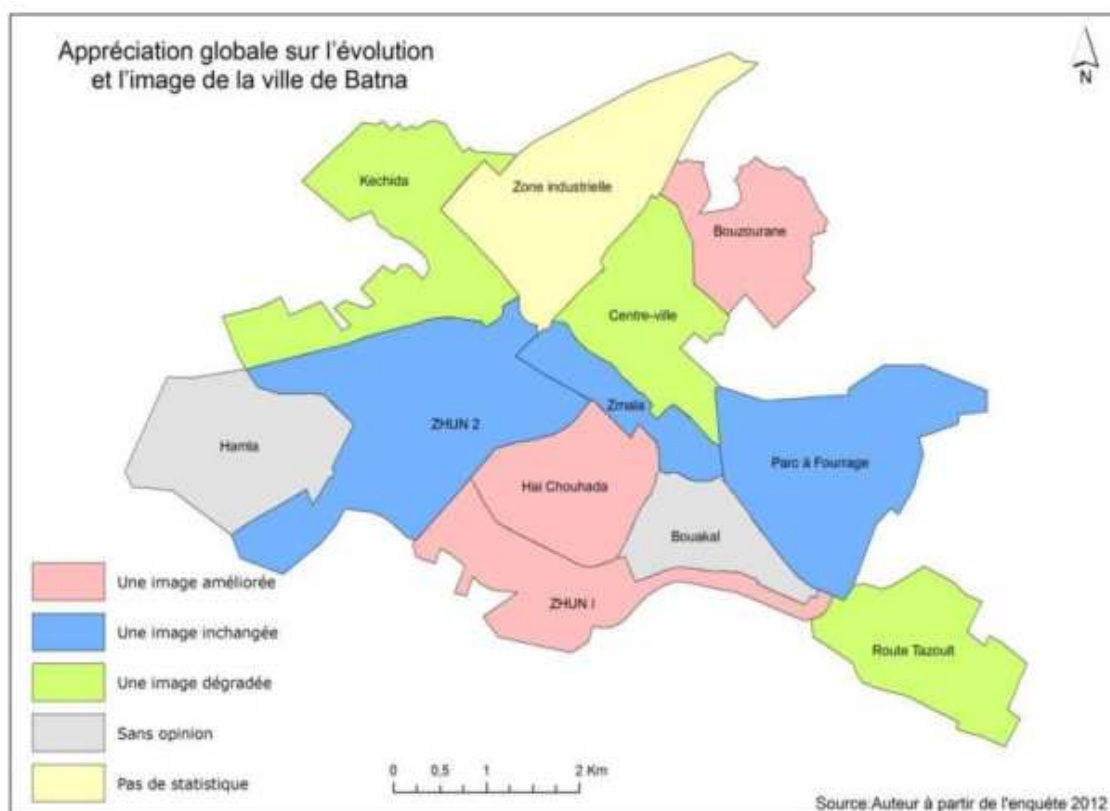 Appréciation globale sur l'évolution
et l'image de la ville de Batna
N
Kechida
Zone industrielle
Bouzourane
Centre-ville
Zmala
ZHUN 2
Hamla
Parc à Fourrage
Hai Chouhada
Bouakal
ZHUN I
Route Tazoult
Une image améliorée
Une image inchangée
Une image dégradée
Sans opinion
Pas de statistique
0 0.5 1 2 Km
Source:Auteur à partir de l'enquéte 2012